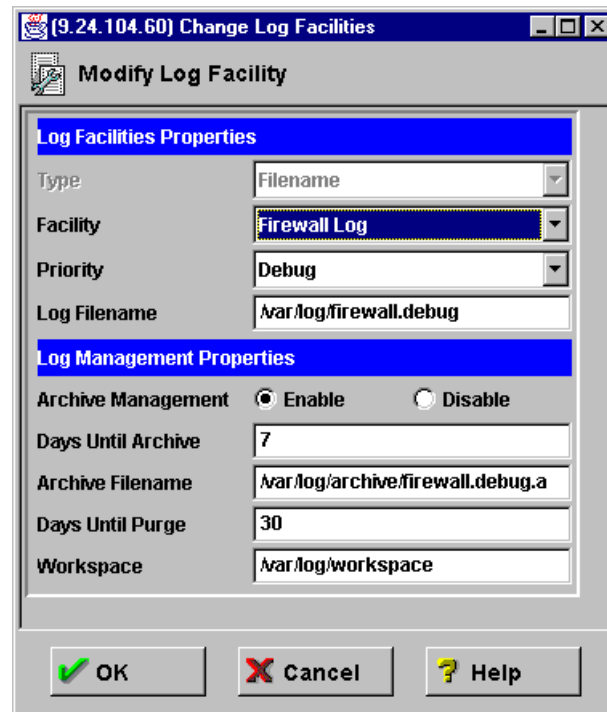 (9.24.104.60) Change Log Facilities
Modify Log Facility
Log Facilities Properties
Type Filename
Facility Firewall Log
Priority Debug
Log Filename /var/log/firewall.debug
Log Management Properties
Archive Management Enable Disable
Days Until Archive 7
Archive Filename /var/log/archive/firewall.debug.a
Days Until Purge 30
Workspace /var/log/workspace
OK Cancel Help